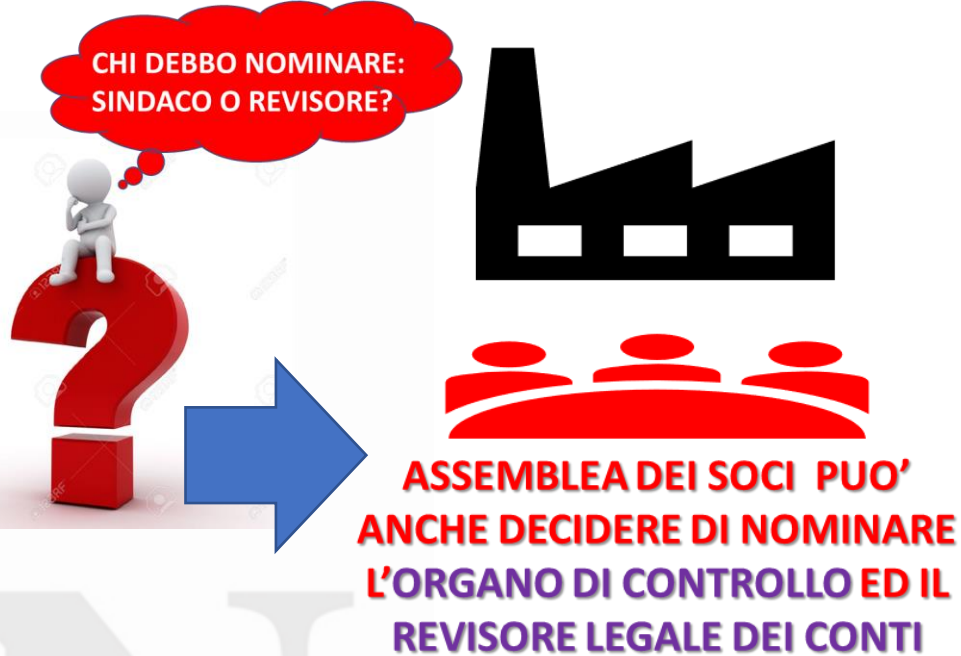 CHI DEBBO NOMINARE:
SINDACO O REVISORE?
ASSEMBLEA DEI SOCI PUO'
ANCHE DECIDERE DI NOMINARE
L'ORGANO DI CONTROLLO ED IL
REVISORE LEGALE DEI CONTI